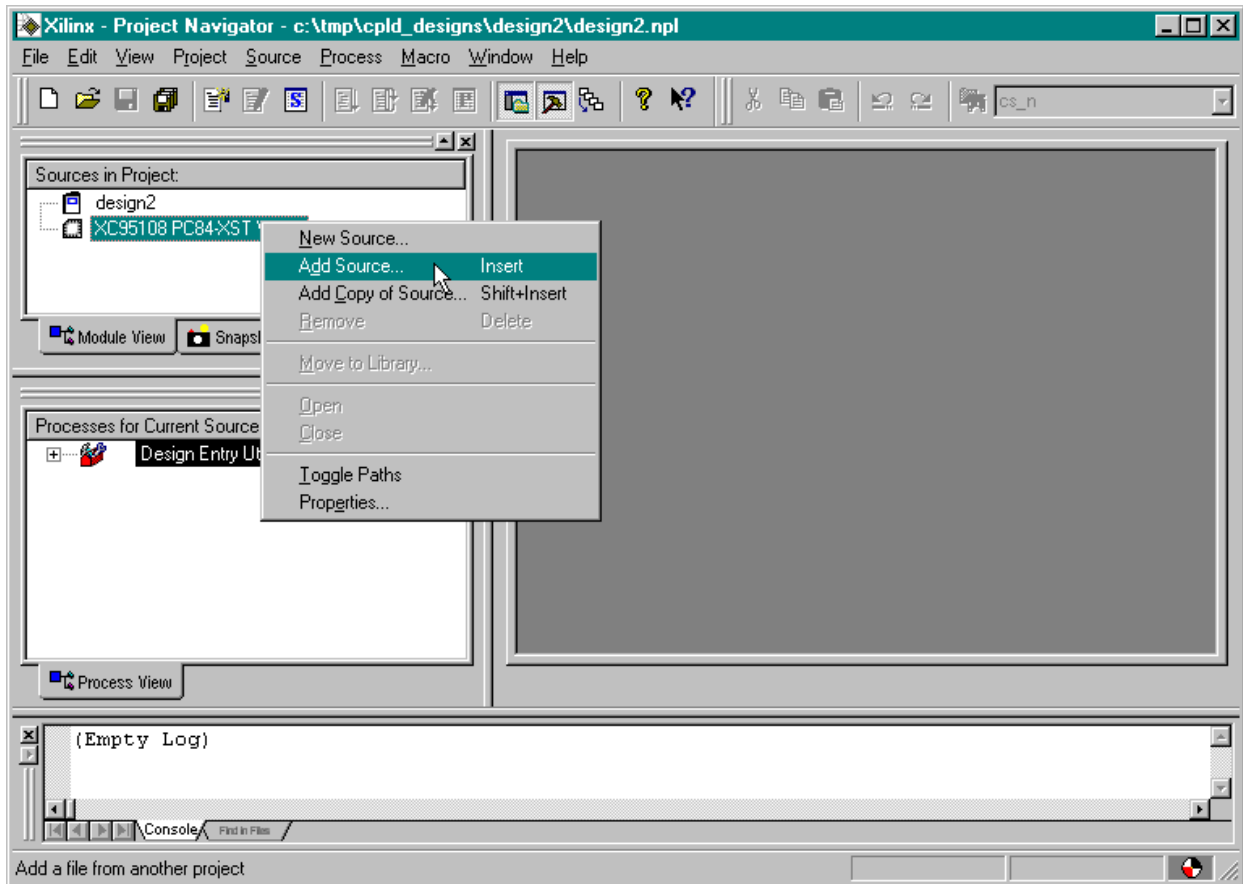 Xilinx - Project Navigator - c:\tmp\cpld_designs\design2\design2.npl
File Edit View Project Source Process Macro Window Help
cs_n
Sources in Project:
design2
XC95108 PC84-XST
New Source...
Add Source... Insert
Add Copy of Source... Shift+Insert
Remove Delete
Move to Library...
Open
Close
Toggle Paths
Properties...
Module View
Processes for Current Source
Design Entry
Process View
(Empty Log)
Console Find in Files
Add a file from another project